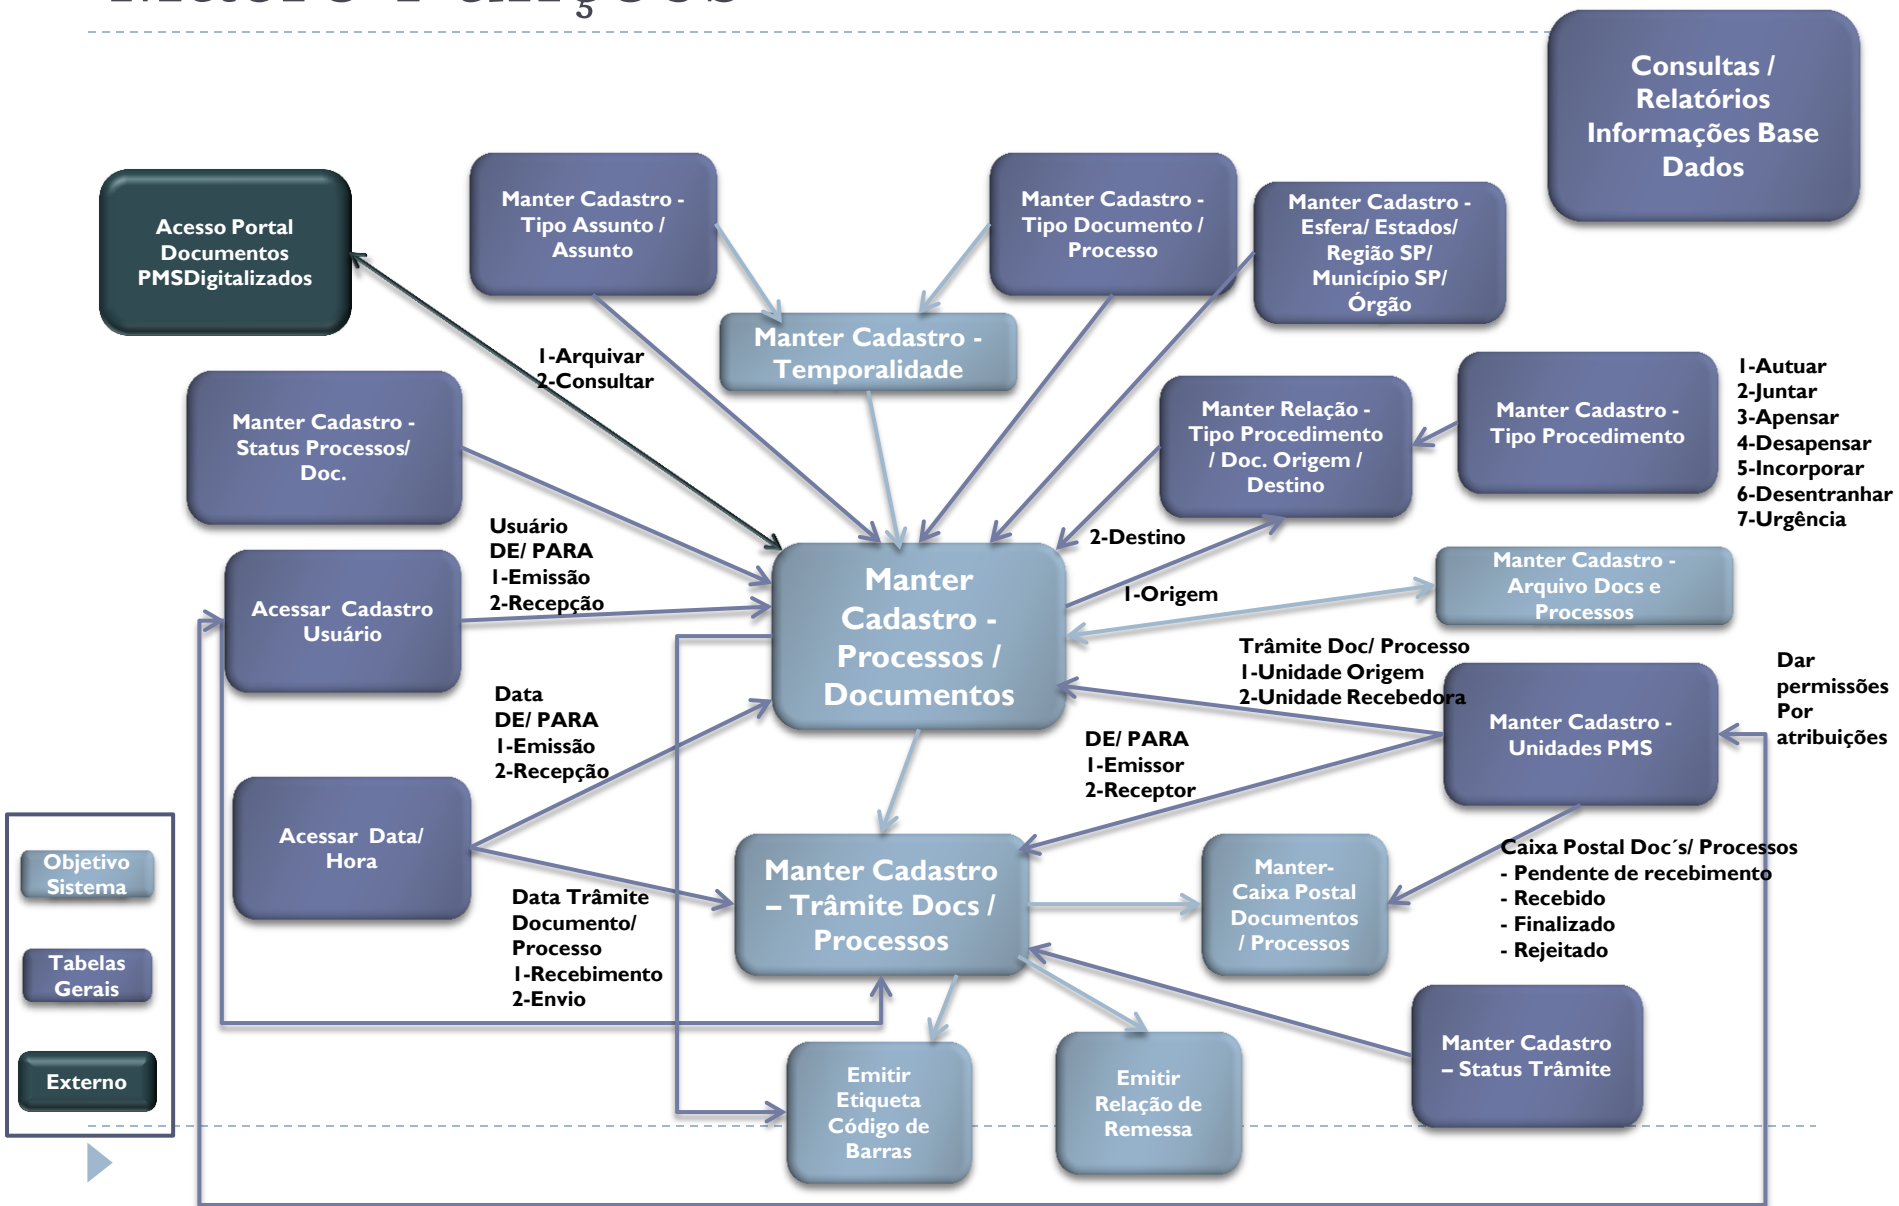 Macro Funções
Consultas /
Relatórios
Informações Base
Dados
Acesso Portal
Documentos
PMSDigitalizados
Manter Cadastro -
Tipo Assunto /
Assunto
Manter Cadastro -
Tipo Documento /
Processo
Manter Cadastro -
Esfera/ Estados/
Região SP/
Município SP/
Órgão
Manter Cadastro -
Temporalidade
1-Arquivar
2-Consultar
Manter Cadastro -
Status Processos/
Doc.
Manter Relação -
Tipo Procedimento
/ Doc. Origem /
Destino
Manter Cadastro -
Tipo Procedimento
1-Autuar
2-Juntar
3-Apensar
4-Desapensar
5-Incorporar
6-Desentranhar
7-Urgência
Usuário
DE/ PARA
1-Emissão
2-Recepção
2-Destino
1-Origem
Acessar Cadastro
Usuário
Manter
Cadastro -
Processos /
Documentos
Manter Cadastro -
Arquivo Docs e
Processos
Trâmite Doc/ Processo
1-Unidade Origem
2-Unidade Recebedora
Dar
permissões
Por
atribuições
Data
DE/ PARA
1-Emissão
2-Recepção
DE/ PARA
1-Emissor
2-Receptor
Manter Cadastro -
Unidades PMS
Acessar Data/
Hora
Objetivo
Sistema
Tabelas
Gerais
Externo
Data Trâmite
Documento/
Processo
1-Recebimento
2-Envio
Manter Cadastro
– Trâmite Docs /
Processos
Manter-
Caixa Postal
Documentos
/ Processos
Caixa Postal Doc´s/ Processos
- Pendente de recebimento
- Recebido
- Finalizado
- Rejeitado
Manter Cadastro
– Status Trâmite
Emitir
Etiqueta
Código de
Barras
Emitir
Relação de
Remessa